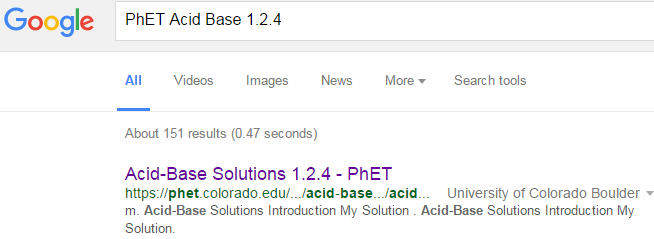 Google
PhET Acid Base 1.2.4
All Videos Images News More Search tools
About 151 results (0.47 seconds)
Acid-Base Solutions 1.2.4 - PhET
https://phet.colorado.edu/.../acid-base.../acid... University of Colorado Boulder
m. Acid-Base Solutions Introduction My Solution . Acid-Base Solutions Introduction My
Solution.